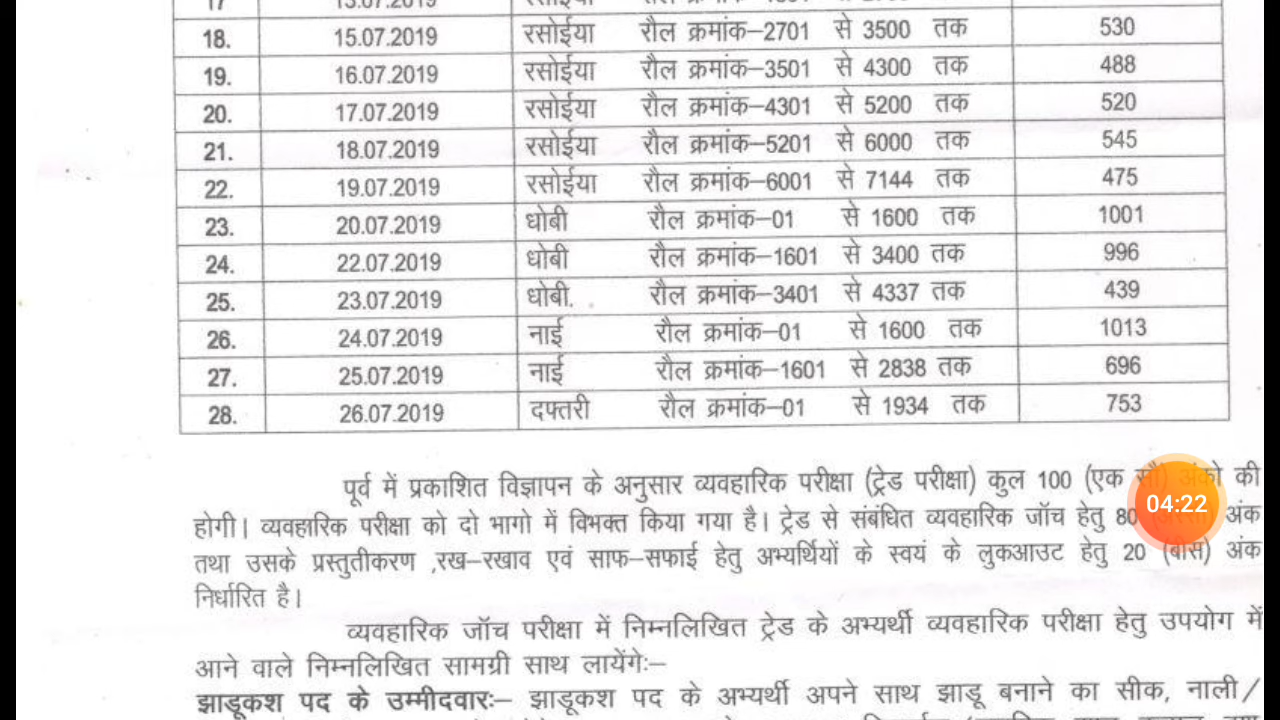 18. 15.07.2019 रसोईया रौल क्रमांक–2701 से 3500 तक 530
19. 16.07.2019 रसोईया रौल क्रमांक–3501 से 4300 तक 488
20. 17.07.2019 रसोईया रौल क्रमांक–4301 से 5200 तक 520
21. 18.07.2019 रसोईया रौल क्रमांक–5201 से 6000 तक 545
22. 19.07.2019 रसोईया रौल क्रमांक–6001 से 7144 तक 475
23. 20.07.2019 धोबी रौल क्रमांक–01 से 1600 तक 1001
24. 22.07.2019 धोबी रौल क्रमांक–1601 से 3400 तक 996
25. 23.07.2019 धोबी. रौल क्रमांक–3401 से 4337 तक 439
26. 24.07.2019 नाई रौल क्रमांक–01 से 1600 तक 1013
27. 25.07.2019 नाई रौल क्रमांक–1601 से 2838 तक 696
28. 26.07.2019 दफ्तरी रौल क्रमांक–01 से 1934 तक 753
पूर्व में प्रकाशित विज्ञापन के अनुसार व्यवहारिक परीक्षा (ट्रेड परीक्षा) कुल 100 (एक सौ) अंको की
04:22
होगी। व्यवहारिक परीक्षा को दो भागो में विभक्त किया गया है। ट्रेड से संबंधित व्यवहारिक जॉच हेतु 80 अंक
तथा उसके प्रस्तुतीकरण ,रख–रखाव एवं साफ–सफाई हेतु अभ्यर्थियों के स्वयं के लुकआउट हेतु 20 (बीस) अंक
निर्धारित है।
व्यवहारिक जॉच परीक्षा में निम्नलिखित ट्रेड के अभ्यर्थी व्यवहारिक परीक्षा हेतु उपयोग में
आने वाले निम्नलिखित सामग्री साथ लायेंगेः–
झाडूकश पद के उम्मीदवारः– झाडूकश पद के अभ्यर्थी अपने साथ झाडू बनाने का सीक, नाली/